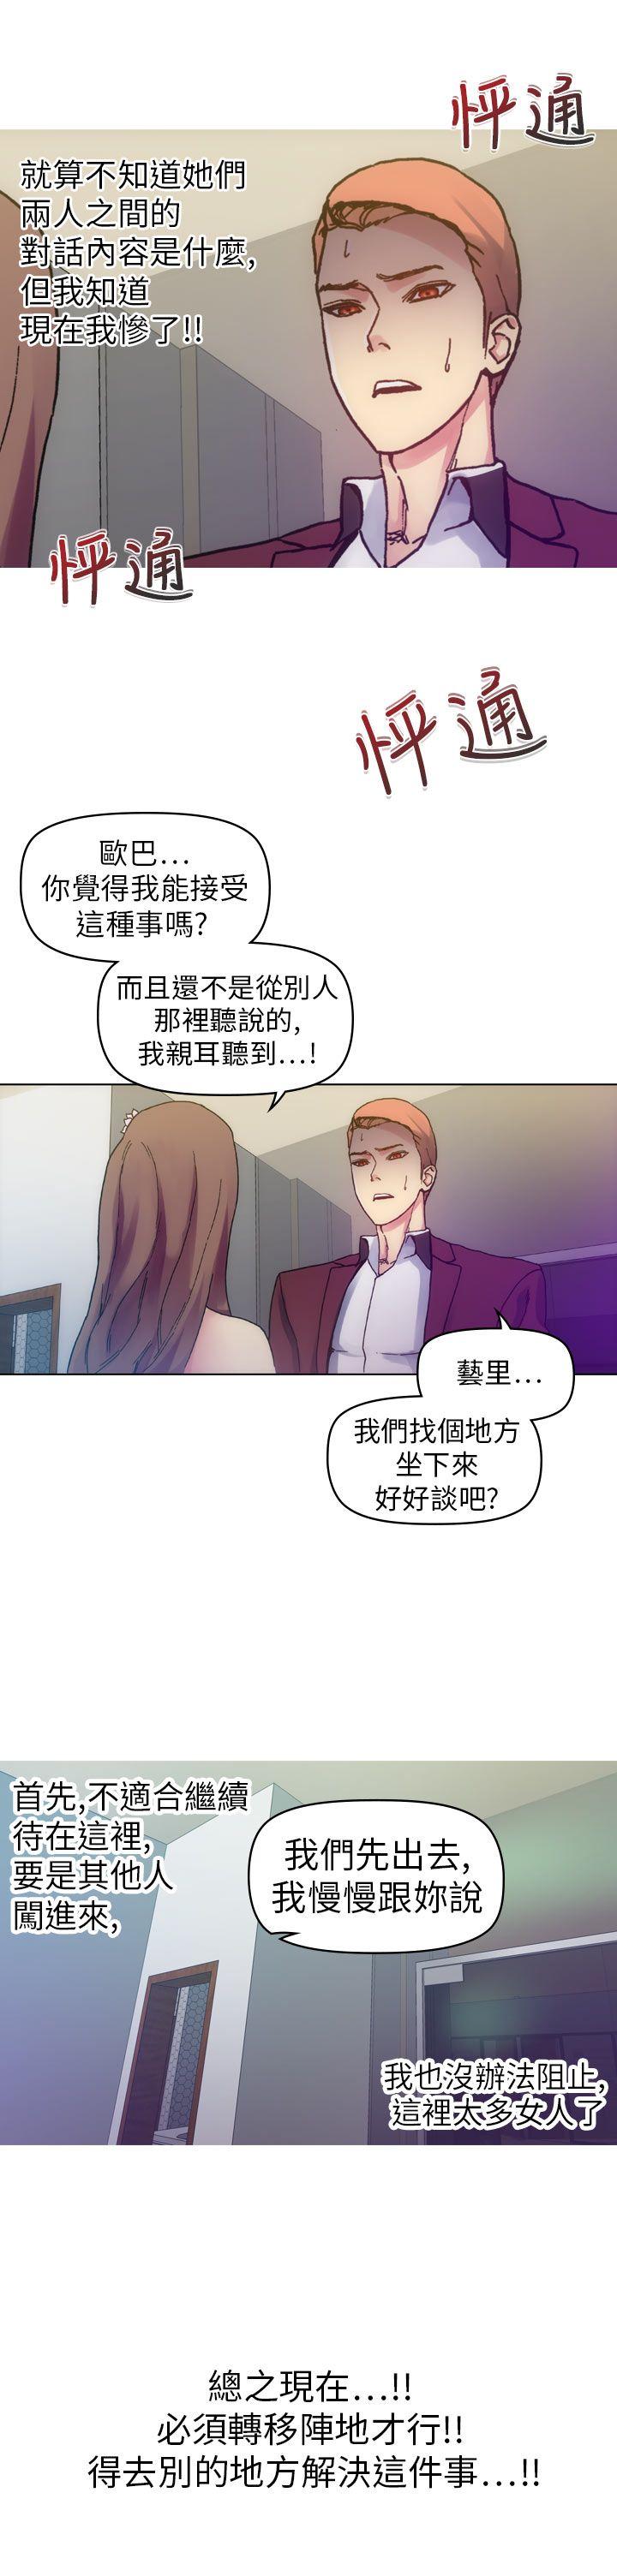 怦通
就算不知道她們
兩人之間的
對話內容是什麼,
但我知道
現在我慘了!!
怦通
怦通
歐巴...
你覺得我能接受
這種事嗎?
而且還不是從別人
那裡聽說的,
我親耳聽到...!
藝里...
我們找個地方
坐下來
好好談吧?
首先,不適合繼續
待在這裡,
要是其他人
闖進來,
我們先出去,
我慢慢跟妳說
我也沒辦法阻止,
這裡太多女人了
總之現在...!!
必須轉移陣地才行!!
得去別的地方解決這件事...!!